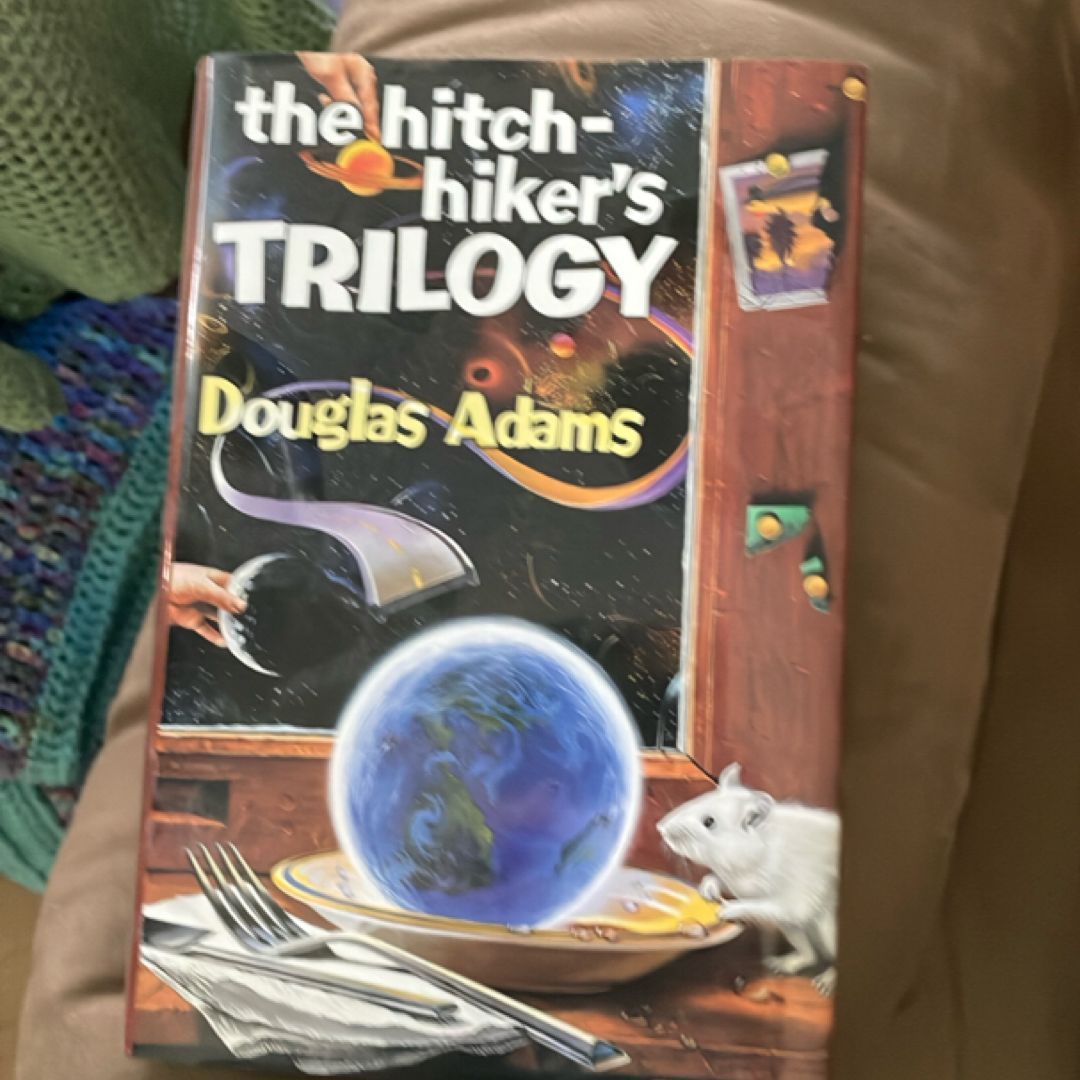 the hitch-
hiker's
TRILOGY
Douglas Adams